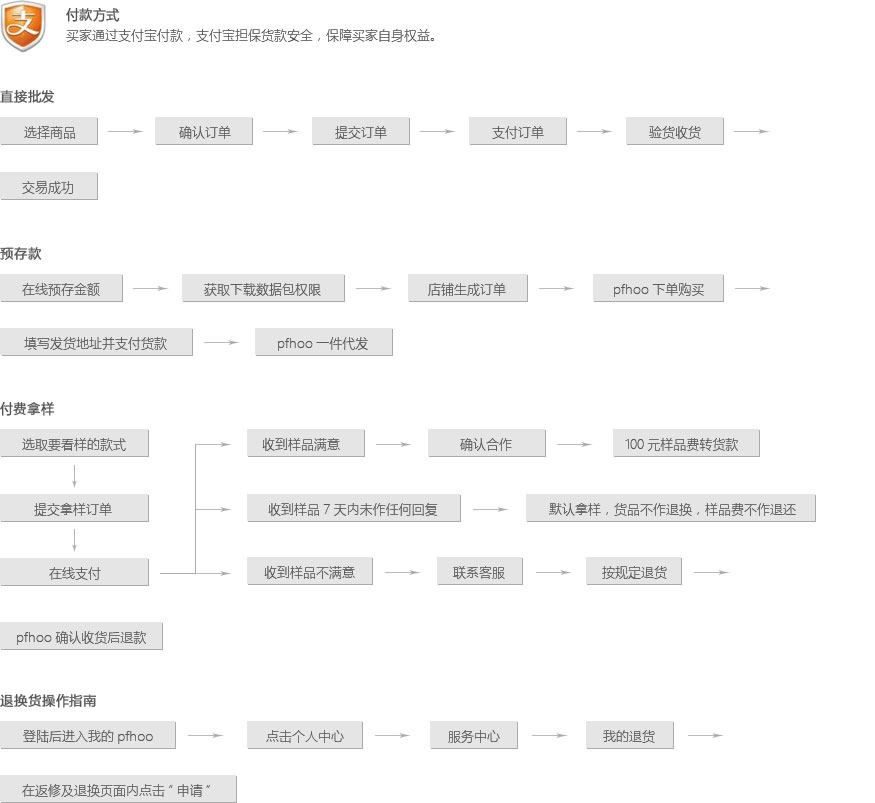 付款方式
买家通过支付宝付款，支付宝担保货款安全，保障买家自身权益。
直接批发
选择商品 确认订单 提交订单 支付订单 验货收货
交易成功
预存款
在线预存金额 获取下载数据包权限 店铺生成订单 pfhoo 下单购买
填写发货地址并支付货款 pfhoo 一件代发
付费拿样
选取要看样的款式 收到样品满意 确认合作 100 元样品费转货款
提交拿样订单 收到样品 7 天内未作任何回复 默认拿样，货品不作退换，样品费不作退还
在线支付 收到样品不满意 联系客服 按规定退货
pfhoo 确认收货后退款
退换货操作指南
登陆后进入我的 pfhoo 点击个人中心 服务中心 我的退货
在返修及退换页面内点击“申请”